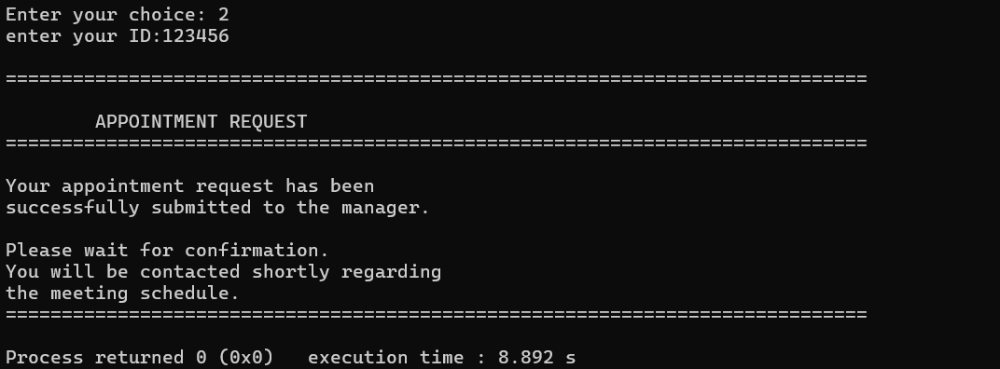 Enter your choice: 2
enter your ID:123456
=============================================================================
APPOINTMENT REQUEST
=============================================================================
Your appointment request has been
successfully submitted to the manager.
Please wait for confirmation.
You will be contacted shortly regarding
the meeting schedule.
=============================================================================
Process returned 0 (0x0)   execution time : 8.892 s